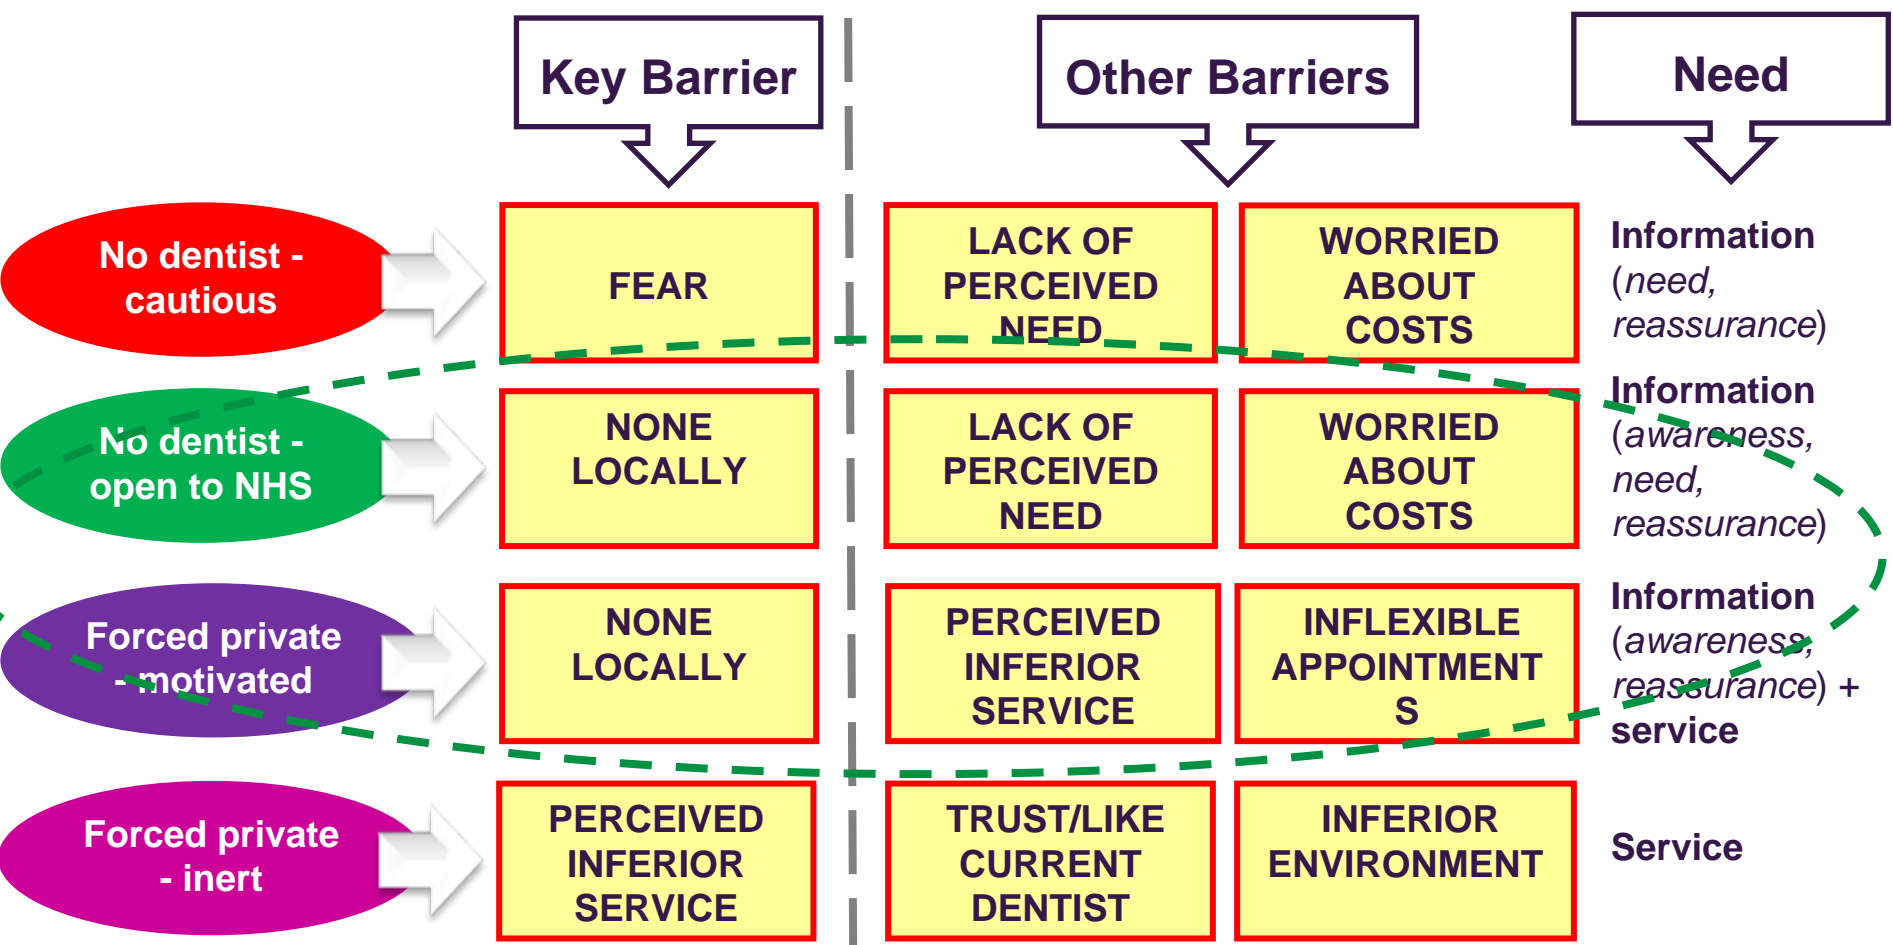 Key Barrier
Other Barriers
Need
No dentist -
cautious
FEAR
LACK OF
PERCEIVED
NEED
WORRIED
ABOUT
COSTS
Information
(need,
reassurance)
No dentist -
open to NHS
NONE
LOCALLY
LACK OF
PERCEIVED
NEED
WORRIED
ABOUT
COSTS
Information
(awareness,
need,
reassurance)
Forced private
- motivated
NONE
LOCALLY
PERCEIVED
INFERIOR
SERVICE
INFLEXIBLE
APPOINTMENT
S
Information
(awareness,
reassurance) +
service
Forced private
- inert
PERCEIVED
INFERIOR
SERVICE
TRUST/LIKE
CURRENT
DENTIST
INFERIOR
ENVIRONMENT
Service